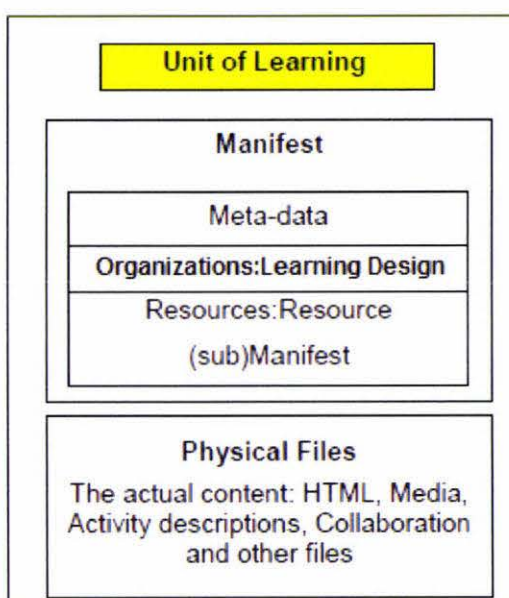 Unit of Learning
Manifest
Meta-data
Organizations:Learning Design
Resources:Resource
(sub)Manifest
Physical Files
The actual content: HTML, Media,
Activity descriptions, Collaboration
and other files